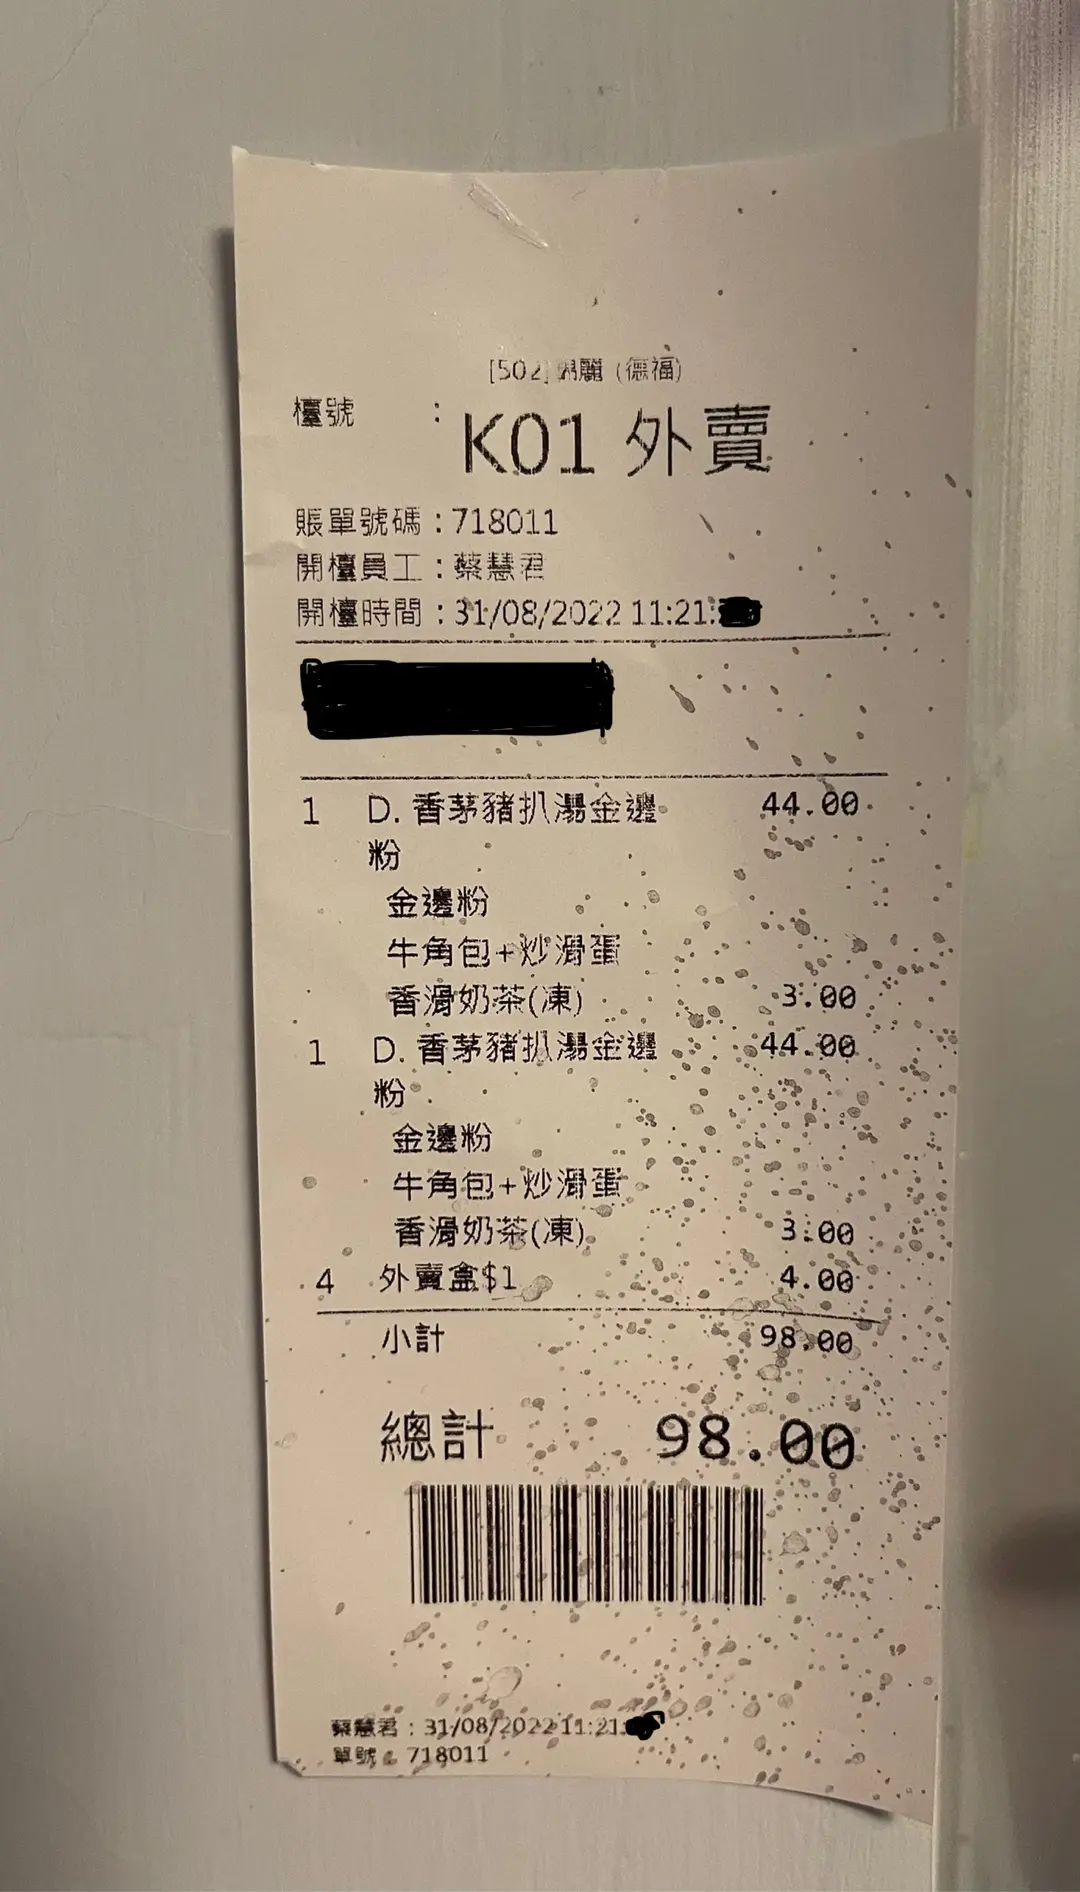 [502] 翠麗 (德福)
檯號 : K01 外賣
賬單號碼 : 718011
開檯員工 : 蔡慧君
開檯時間 : 31/08/2022 11:21:
1 D. 香茅豬扒湯金邊 44.00
粉
金邊粉
牛角包+炒滑蛋
香滑奶茶(凍) 3.00
1 D. 香茅豬扒湯金邊 44.00
粉
金邊粉
牛角包+炒滑蛋
香滑奶茶(凍) 3.00
4 外賣盒$1 4.00
小計 98.00
總計 98.00
蔡慧君 : 31/08/2022 11:21:
單號 : 718011